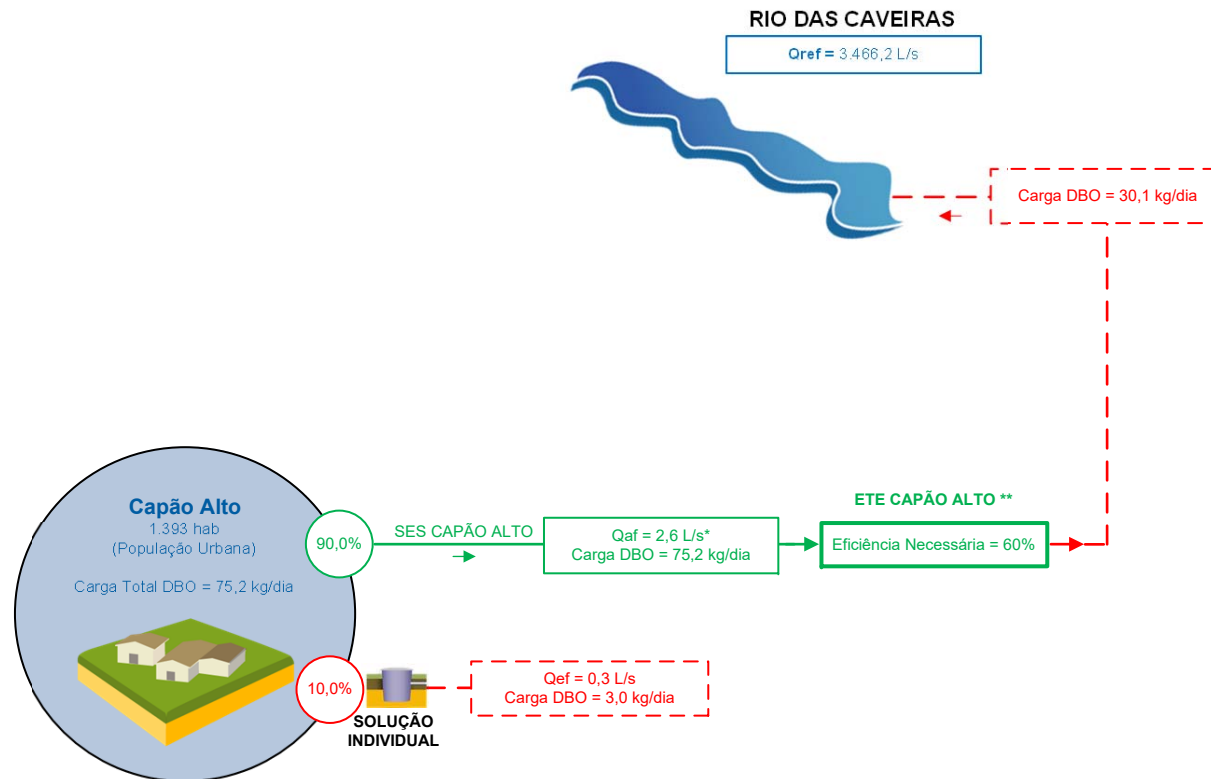 RIO DAS CAVEIRAS
Qref = 3.466,2 L/s
Carga DBO = 30,1 kg/dia
Capão Alto
1.393 hab
(População Urbana)
Carga Total DBO = 75,2 kg/dia
90,0%
SES CAPÃO ALTO
Qaf = 2,6 L/s*
Carga DBO = 75,2 kg/dia
ETE CAPÃO ALTO **
Eficiência Necessária = 60%
10,0%
SOLUÇÃO
INDIVIDUAL
Qef = 0,3 L/s
Carga DBO = 3,0 kg/dia